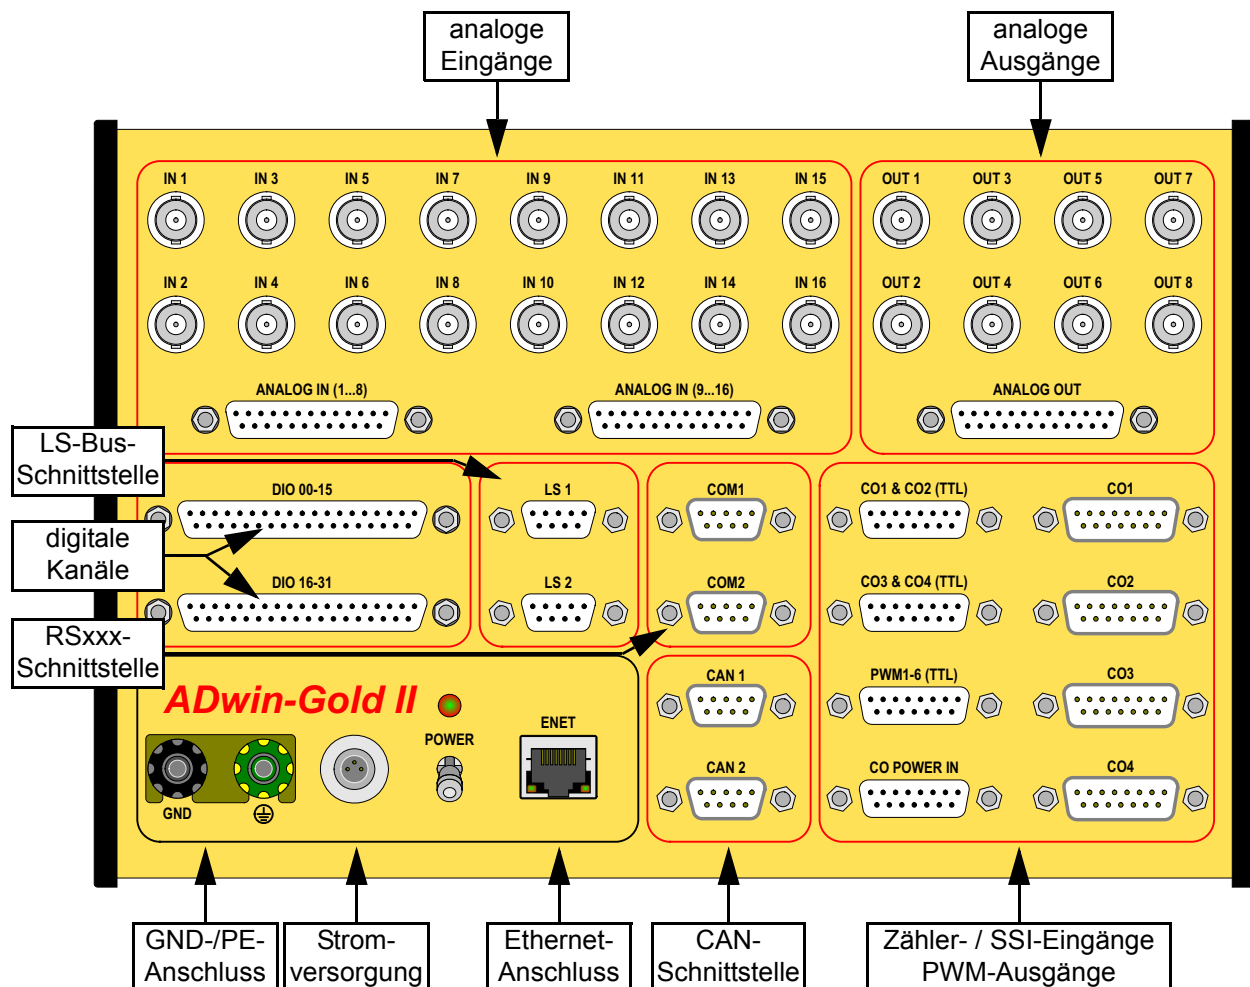 analoge
Eingänge
analoge
Ausgänge
IN 1 IN 3 IN 5 IN 7 IN 9 IN 11 IN 13 IN 15 OUT 1 OUT 3 OUT 5 OUT 7
IN 2 IN 4 IN 6 IN 8 IN 10 IN 12 IN 14 IN 16 OUT 2 OUT 4 OUT 6 OUT 8
ANALOG IN (1...8) ANALOG IN (9...16) ANALOG OUT
LS-Bus-
Schnittstelle
DIO 00-15 LS 1 COM1 CO1 & CO2 (TTL) CO1
digitale
Kanäle
DIO 16-31 LS 2 COM2 CO3 & CO4 (TTL) CO2
RSxxx-
Schnittstelle
CAN 1 PWM1-6 (TTL) CO3
ADwin-Gold II
ENET
POWER
CAN 2 CO POWER IN CO4
GND
GND-/PE-
Anschluss
Strom-
versorgung
Ethernet-
Anschluss
CAN-
Schnittstelle
Zähler- / SSI-Eingänge
PWM-Ausgänge